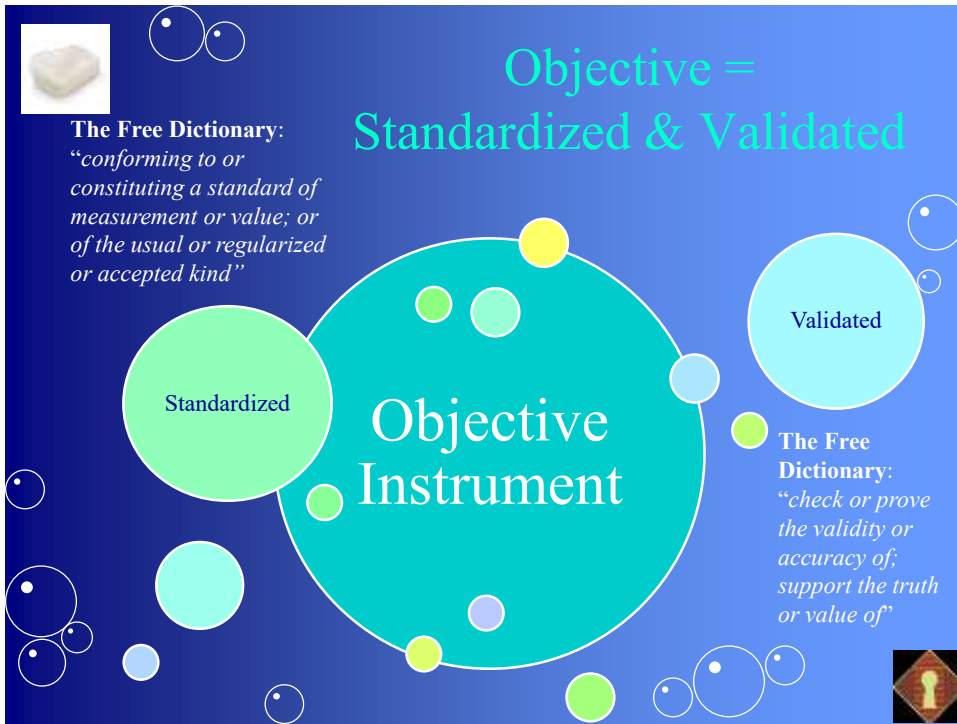 Objective =
Standardized & Validated
The Free Dictionary:
“conforming to or
constituting a standard of
measurement or value; or
of the usual or regularized
or accepted kind”
Standardized
Objective
Instrument
Validated
The Free
Dictionary:
“check or prove
the validity or
accuracy of;
support the truth
or value of”